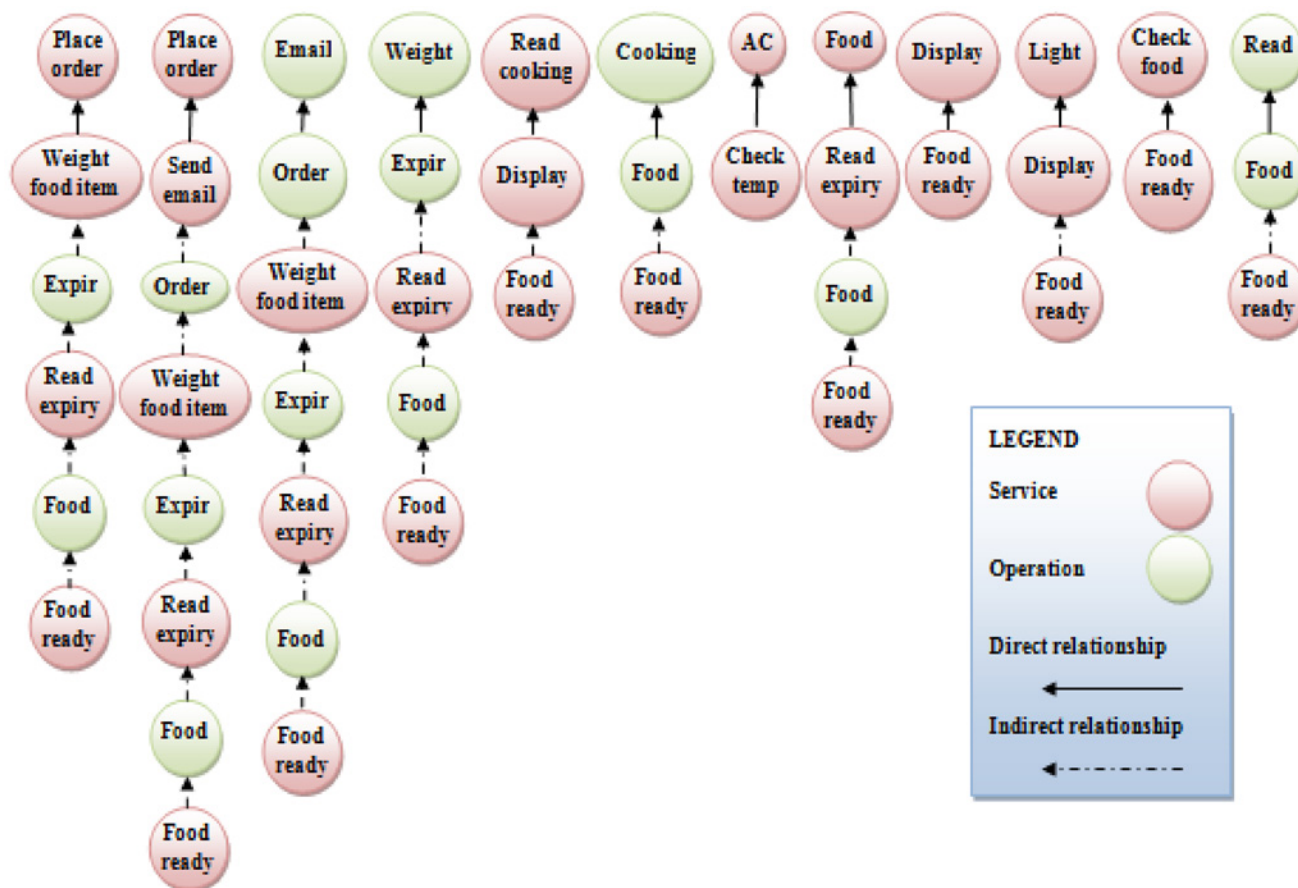 Place
order
Weight
food item
Expir
Read
expiry
Food
Food
ready
Place
order
Send
email
Order
Weight
food item
Expir
Read
expiry
Food
Food
ready
Email
Order
Weight
food item
Expir
Read
expiry
Food
Food
ready
Weight
Expir
Read
expiry
Food
Food
ready
Read
cooking
Display
Food
ready
Cooking
Food
Food
ready
AC
Check
temp
Food
Read
expiry
Food
Food
ready
Display
Food
ready
Light
Display
Food
ready
Check
food
Food
ready
Read
Food
Food
ready
LEGEND
Service
Operation
Direct relationship
Indirect relationship